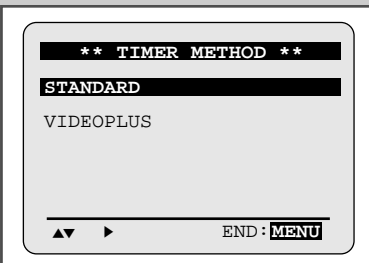 ** TIMER METHOD **
STANDARD
VIDEOPLUS
▲▼ ▶ END:MENU